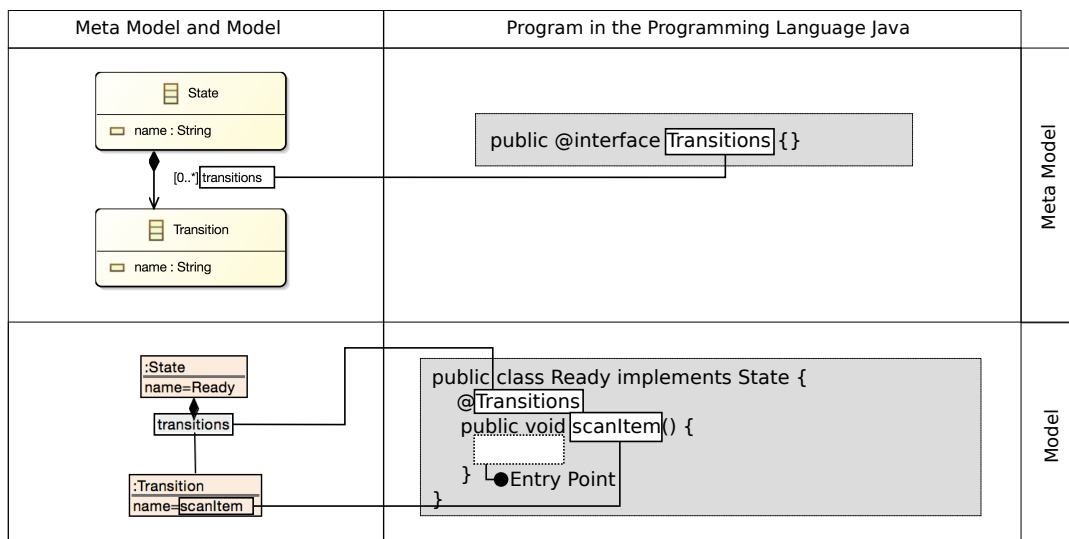 Meta Model and Model
Program in the Programming Language Java
State
name : String
[0..*] transitions
Transition
name : String
public @interface Transitions {}
Meta Model
:State
name=Ready
transitions
:Transition
name=scanItem
public class Ready implements State {
@Transitions
public void scanItem() {
}
Entry Point
}
Model